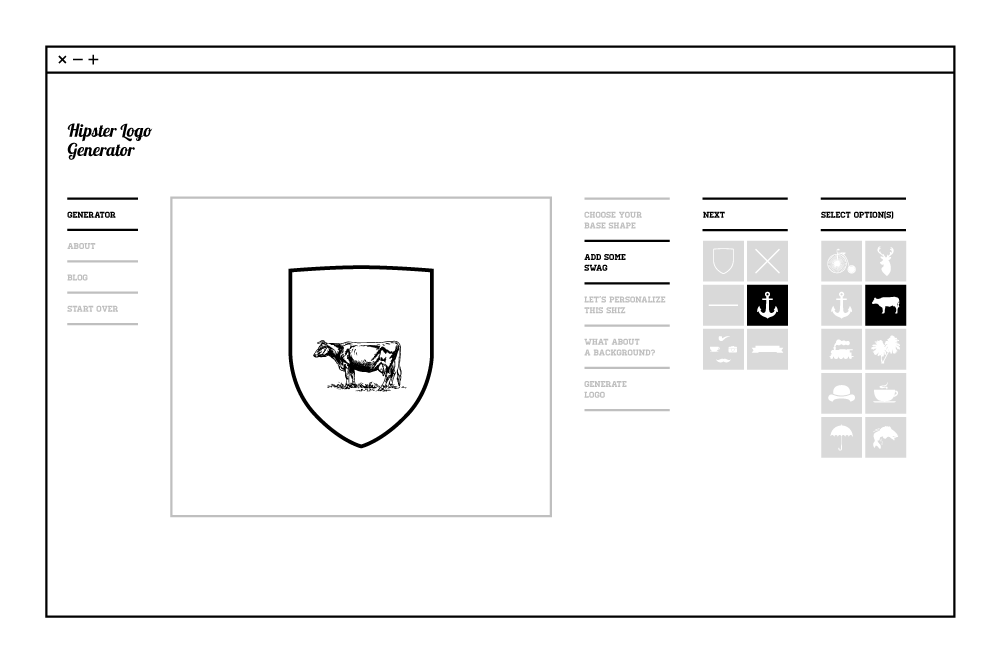 Hipster Logo
Generator
GENERATOR
ABOUT
BLOG
START OVER
CHOOSE YOUR
BASE SHAPE
ADD SOME
SWAG
LET'S PERSONALIZE
THIS SHIZ
WHAT ABOUT
A BACKGROUND?
GENERATE
LOGO
NEXT
SELECT OPTION(S)